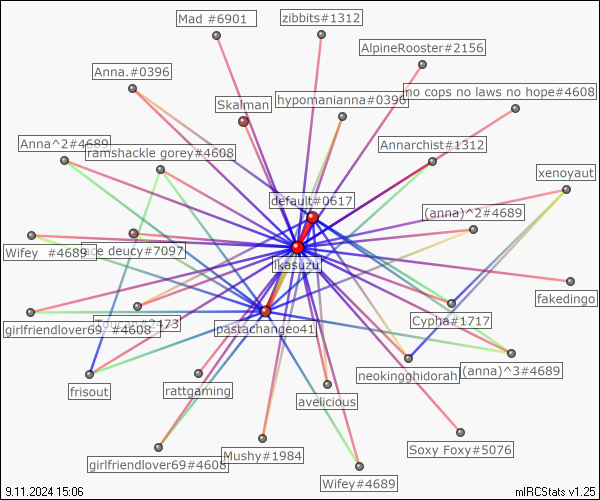 Mad #6901
zibbits#1312
AlpineRooster#2156
Anna.#0396
no cops no laws no hope#4608
hypomanianna#0396
Skalman
Anna^2#4689
ramshackle gorey#4608
Annarchist#1312
xenoyaut
default#0617
(anna)^2#4689
Wifey #4689
ace deucy#7097
ikasuzu
fakedingo
girlfriendlover69 #4608
#2473
pastachange041
Cypha#1717
neokingghidorah
(anna)^3#4689
frisout
rattgaming
avelicious
Soxy Foxy#5076
girlfriendlover69#4608
Mushy#1984
Wifey#4689
9.11.2024 15:06
mIRCStats v1.25